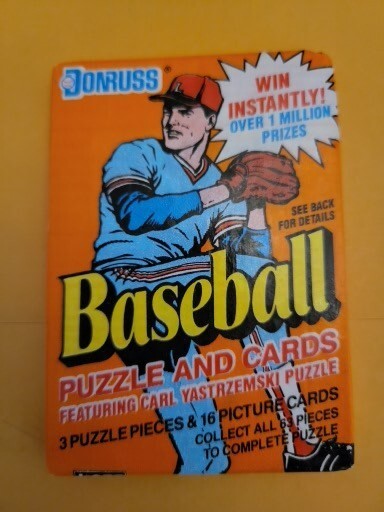 DONRUSS®
WIN
INSTANTLY!
OVER 1 MILLION
PRIZES
SEE BACK
FOR DETAILS
Baseball
PUZZLE AND CARDS
FEATURING CARL YASTRZEMSKI PUZZLE
3 PUZZLE PIECES & 16 PICTURE CARDS
COLLECT ALL 63 PIECES
TO COMPLETE PUZZLE